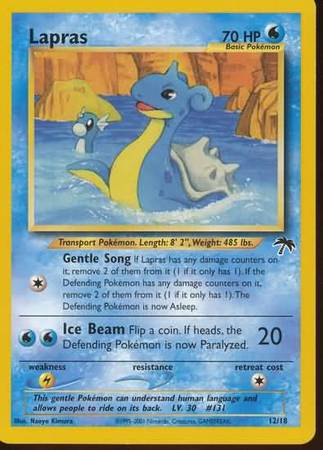 Lapras
70 HP
Basic Pokémon
Transport Pokémon. Length: 8' 2", Weight: 485 lbs.
Gentle Song If Lapras has any damage counters on
it, remove 2 of them from it (1 if it only has 1). If the
Defending Pokémon has any damage counters on it,
remove 2 of them from it (1 if it only has 1). The
Defending Pokémon is now Asleep.
Ice Beam Flip a coin. If heads, the
Defending Pokémon is now Paralyzed.
20
weakness
resistance
retreat cost
This gentle Pokémon can understand human language and
allows people to ride on its back. LV. 30 #131
Illus. Naoyo Kimura
©1995-2001 Nintendo, Creatures, GAMEFREAK.
12/18